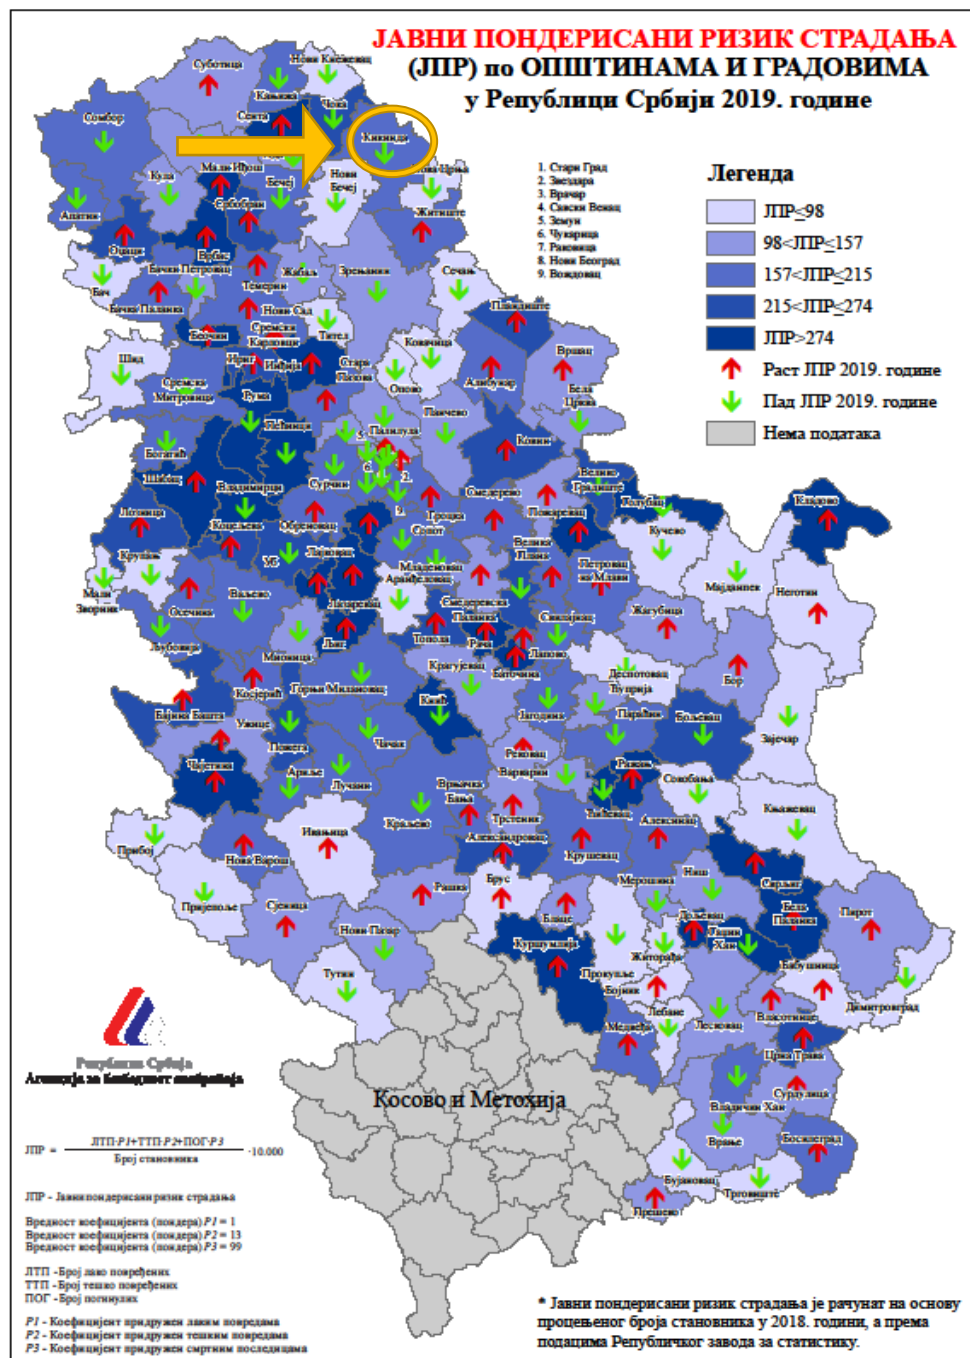 ЈАВНИ ПОНДЕРИСАНИ РИЗИК СТРАДАЊА
(ЈПР) по ОПШТИНАМА И ГРАДОВИМА
у Републици Србији 2019. године
1. Стари Град
2. Звездара
3. Врачар
4. Савски Венац
5. Земун
6. Чукарица
7. Раковица
8. Нови Београд
9. Вождовац
Легенда
ЈПР≤98
98<ЈПР≤157
157<ЈПР≤215
215<ЈПР≤274
ЈПР>274
Раст ЈПР 2019. године
Пад ЈПР 2019. године
Нема података
Суботица
Нови Кнежевац
Кањижа
Чока
Сента
Сомбор
Кикинда
Мали Иђош
Кула
Бечеј
Нови
Бечеј
Нова Црња
Апатин
Србобран
Житиште
Оџаци
Врбас
Бачки Петровац
Жабаљ
Зрењанин
Сечањ
Бач
Темерин
Бачка Паланка
Нови Сад
Пландиште
Беочин
Сремски
Карловци
Тител
Ковачица
Вршац
Шид
Ириг
Инђија
Стара
Пазова
Опово
Алибунар
Сремска
Митровица
Рума
Бела
Црква
Панчево
Пећинци
Палилула
Ковин
Богатић
5.
6.
2.
9.
Шабац
Владимирци
Сурчин
Велико
Градиште
Голубац
Кладово
Лозница
Коцељева
Обреновац
Гроцка
Смедерево
Пожаревац
Кучево
Крупањ
Уб
Лајковац
Сопот
Велика
Плана
Младеновац
Петровац
на Млави
Мајданпек
Неготин
Мали
Зворник
Осечина
Ваљево
Лазаревац
Аранђеловац
Смедеревска
Паланка
Свилајнац
Жагубица
Љубовија
Мионица
Љиг
Топола
Рача
Лапово
Баточина
Деспотовац
Бор
Косјерић
Горњи Милановац
Крагујевац
Ћуприја
Бајина Башта
Кнић
Јагодина
Параћин
Бољевац
Зајечар
Ужице
Пожега
Чачак
Рековац
Ражањ
Чајетина
Ариље
Лучани
Варварин
Сокобања
Врњачка
Бања
Ћићевац
Књажевац
Прибој
Ивањица
Краљево
Трстеник
Алексинац
Нова Варош
Александровац
Крушевац
Пријепоље
Рашка
Брус
Мерошина
Ниш
Сврљиг
Сјеница
Блаце
Бела
Паланка
Пирот
Нови Пазар
Дољевац
Гаџин
Хан
Куршумлија
Житорађа
Тутин
Прокупље
Бојник
Бабушница
Димитровград
Лебане
Лесковац
Власотинце
Медвеђа
Црна Трава
Сурдулица
Владичин Хан
Врање
Босилеград
Бујановац
Трговиште
Прешево
Косово и Метохија
Република Србија
Агенција за безбедност саобраћаја
ЈПР = ЛТП·P1+ТТП·P2+ПОГ·P3
Број становника
·10.000
ЈПР - Јавни пондерисани ризик страдања
Вредност коефицијента (пондера) P1 = 1
Вредност коефицијента (пондера) P2 = 13
Вредност коефицијента (пондера) P3 = 99
ЛТП - Број лако повређених
ТТП - Број тешко повређених
ПОГ - Број погинулих
P1 - Коефицијент придружен лаким повредама
P2 - Коефицијент придружен тешким повредама
P3 - Коефицијент придружен смртним последицама
* Јавни пондерисани ризик страдања је рачунат на основу
процењеног броја становника у 2018. години, а према
подацима Републичког завода за статистику.